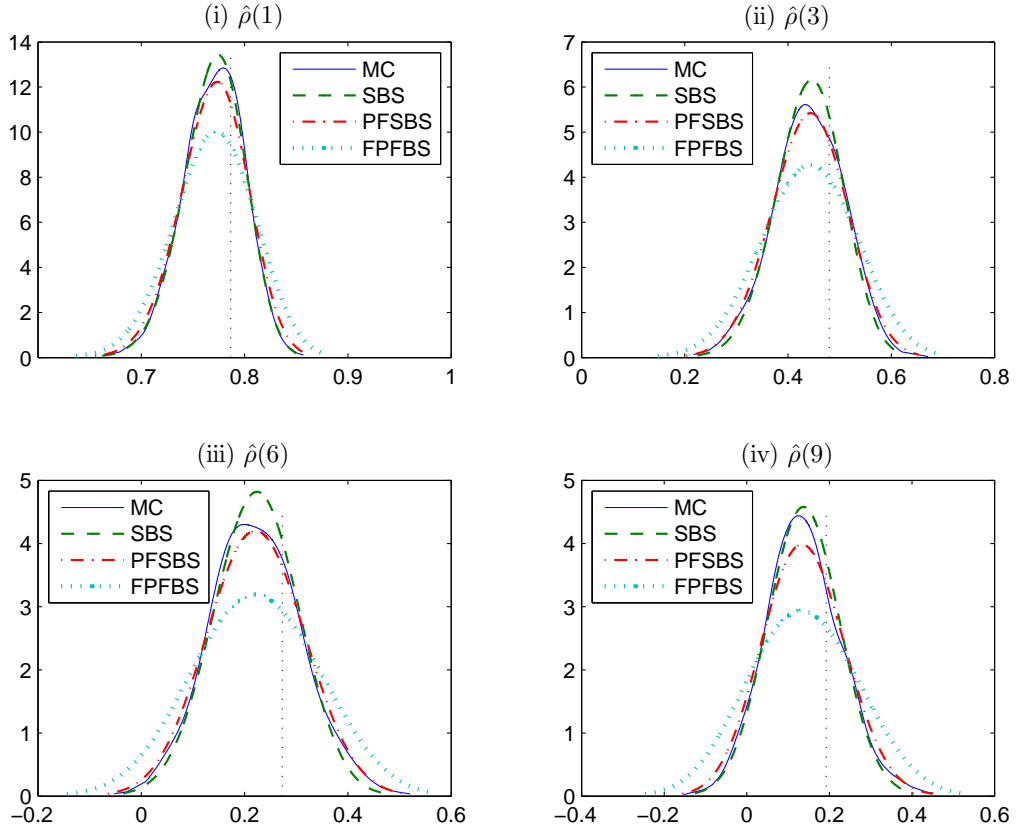 (i) ρ̂(1)
14
12
10
8
6
4
2
0
0.7
0.8
0.9
1
MC
SBS
PFSBS
FPFBS
(ii) ρ̂(3)
7
6
5
4
3
2
1
0
0
0.2
0.4
0.6
0.8
MC
SBS
PFSBS
FPFBS
(iii) ρ̂(6)
5
4
3
2
1
0
−0.2
0
0.2
0.4
0.6
MC
SBS
PFSBS
FPFBS
(iv) ρ̂(9)
5
4
3
2
1
0
−0.4
−0.2
0
0.2
0.4
0.6
MC
SBS
PFSBS
FPFBS